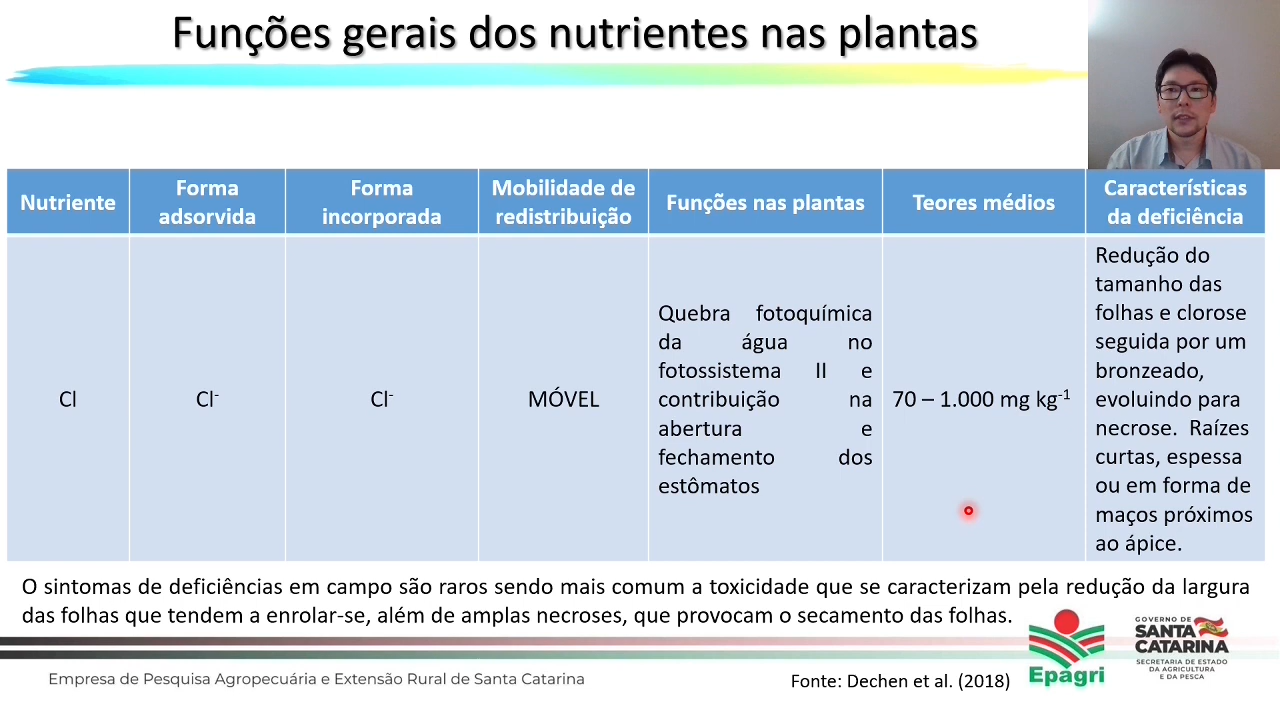 Funções gerais dos nutrientes nas plantas
Nutriente
Forma
adsorvida
Forma
incorporada
Mobilidade de
redistribuição
Funções nas plantas
Teores médios
Características
da deficiência
Cl
Cl-
Cl-
MÓVEL
Quebra fotoquímica
da água no
fotossistema II e
contribuição na
abertura e
fechamento dos
estômatos
70 – 1.000 mg kg-1
Redução do
tamanho das
folhas e clorose
seguida por um
bronzeado,
evoluindo para
necrose. Raízes
curtas, espessa
ou em forma de
maços próximos
ao ápice.
O sintomas de deficiências em campo são raros sendo mais comum a toxicidade que se caracterizam pela redução da largura
das folhas que tendem a enrolar-se, além de amplas necroses, que provocam o secamento das folhas.
Empresa de Pesquisa Agropecuária e Extensão Rural de Santa Catarina
Fonte: Dechen et al. (2018)
Epagri
GOVERNO DE
SANTA
CATARINA
SECRETARIA DE ESTADO
DA AGRICULTURA
E DA PESCA